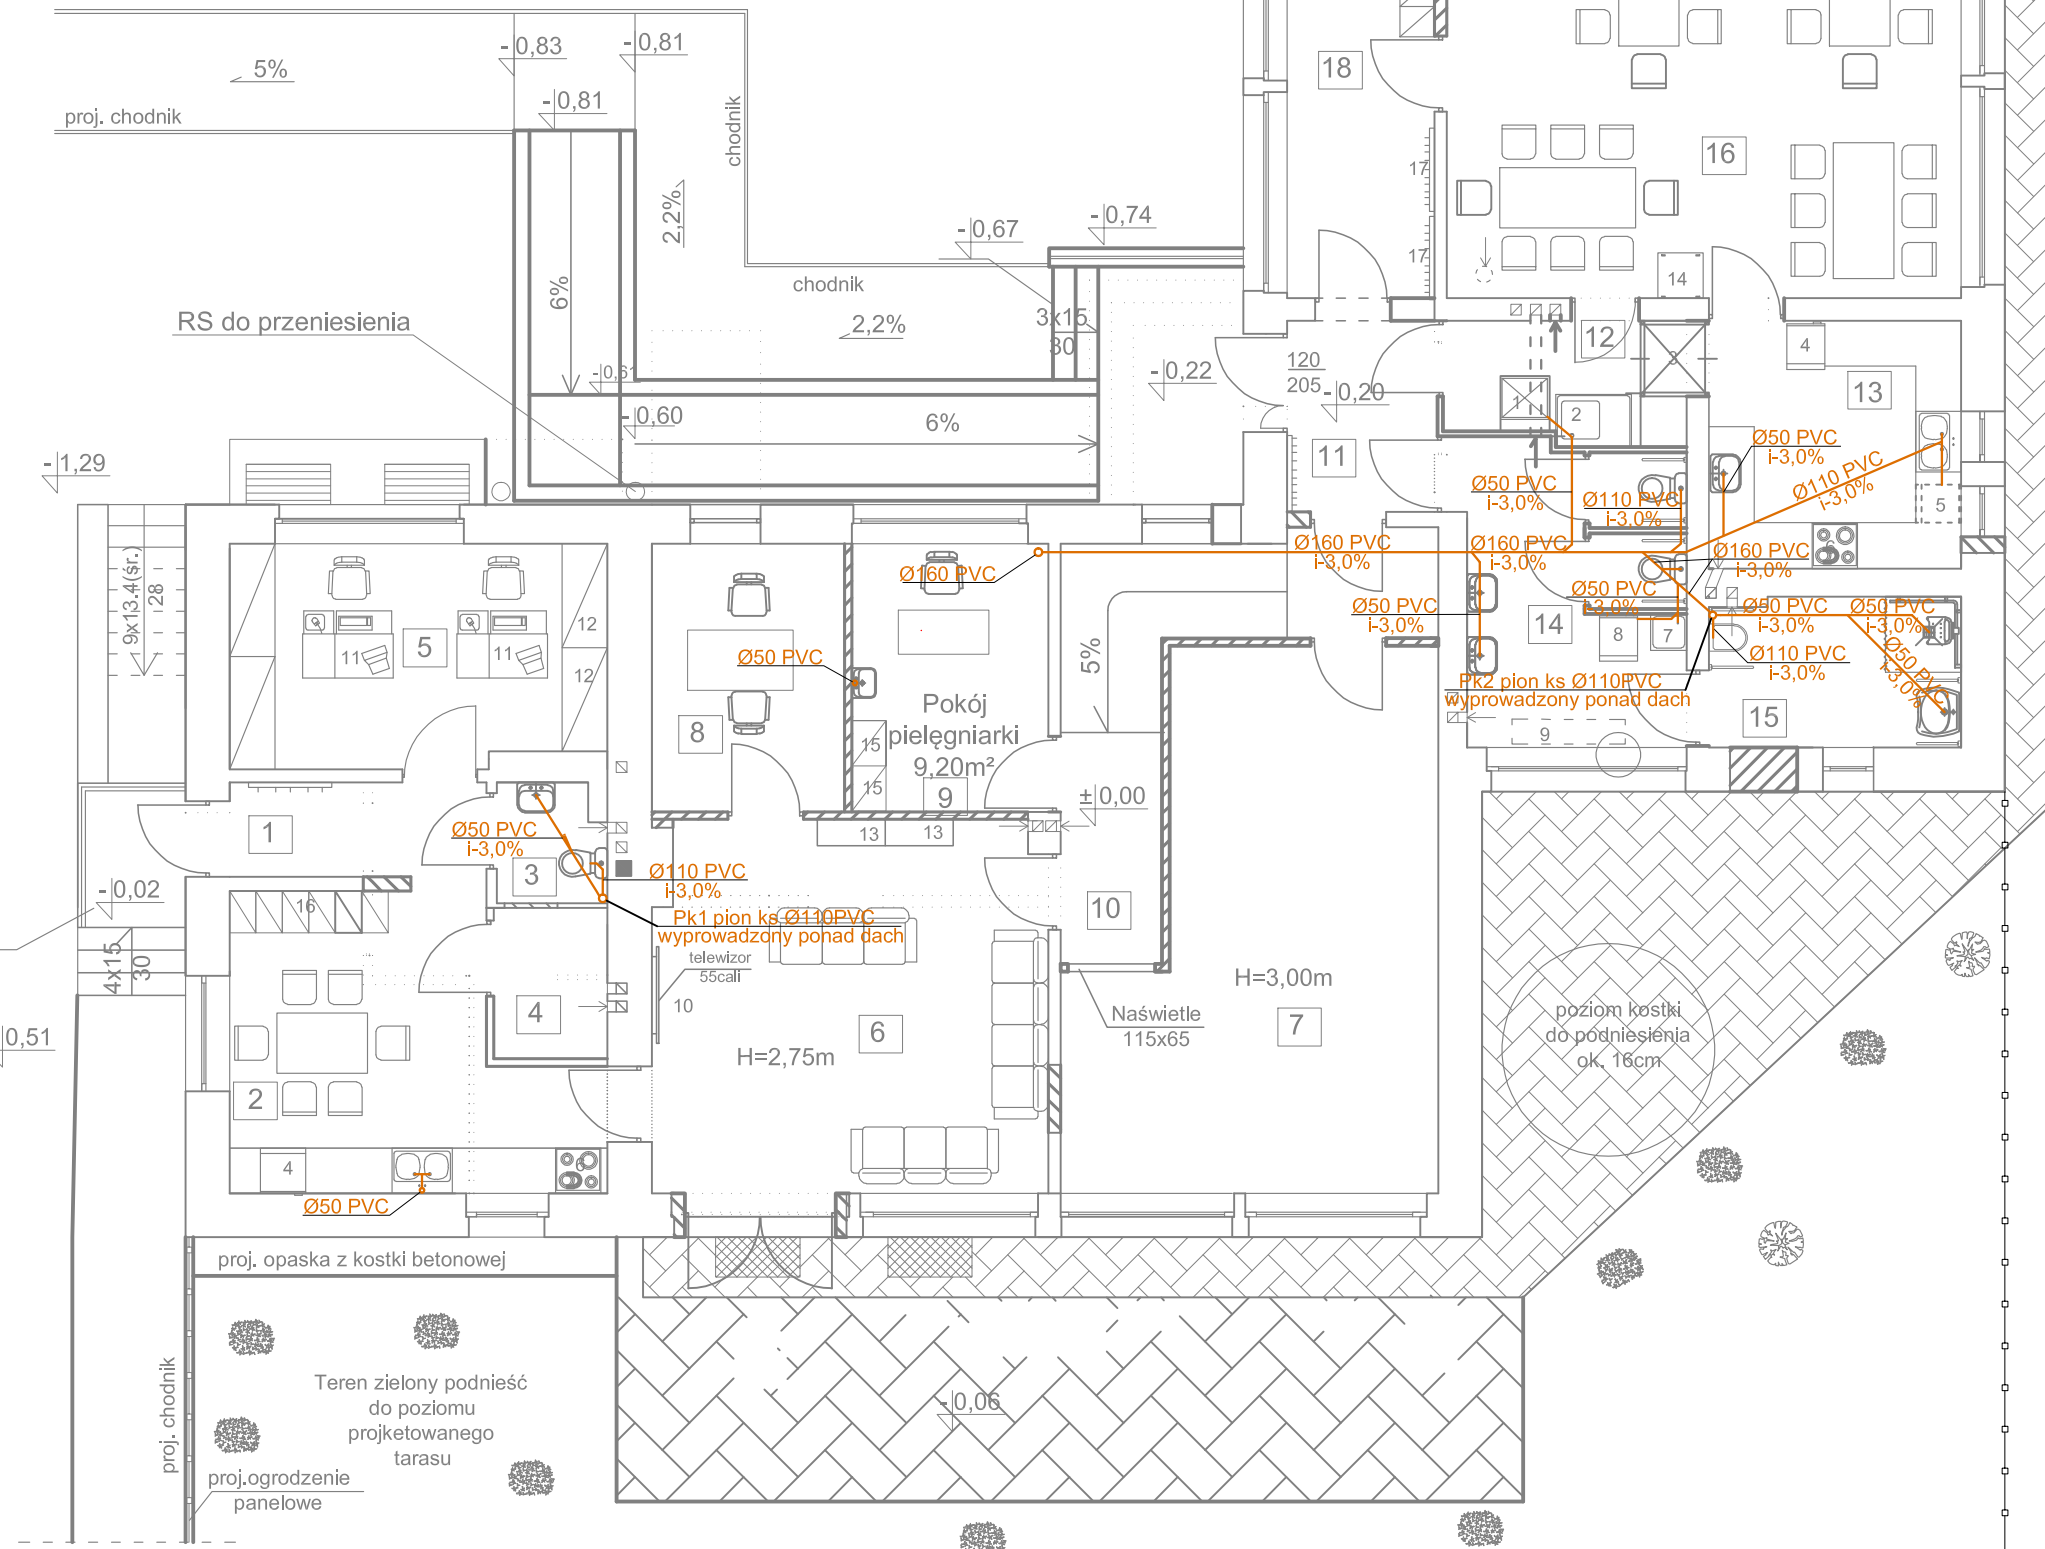 -0,83
-0,81
5%
-0,81
proj. chodnik
chodnik
2,2%
6%
-0,67
-0,74
chodnik
2,2%
3x15
30
RS do przeniesienia
-0,60
6%
-0,22
18
16
17
17
14
12
3
4
13
120
205
-0,20
1
2
11
-1,29
9x13.4(śr.)
28
Ø50 PVC
i-3,0%
Ø110 PVC
i-3,0%
Ø50 PVC
i-3,0%
Ø110 PVC
i-3,0%
5
Ø160 PVC
i-3,0%
Ø160 PVC
i-3,0%
Ø160 PVC
i-3,0%
Ø160 PVC
Ø50 PVC
i-3,0%
Ø50 PVC
i-3,0%
Ø50 PVC
i-3,0%
Ø50 PVC
i-3,0%
Ø110 PVC
i-3,0%
Ø50 PVC
i-3,0%
14
8
7
Pk2 pion ks Ø110PVC
wyprowadzony ponad dach
9
15
5
11
11
12
12
Ø50 PVC
8
5%
Pokój
pielęgniarki
9,20m²
9
15
15
13
13
±0,00
1
Ø50 PVC
i-3,0%
3
Ø110 PVC
i-3,0%
Pk1 pion ks Ø110PVC
wyprowadzony ponad dach
telewizor
55cali
10
10
-0,02
16
4x15
30
4
6
H=2,75m
Naświetle
115x65
H=3,00m
7
0,51
2
4
Ø50 PVC
poziom kostki
do podniesienia
ok. 16cm
proj. opaska z kostki betonowej
Teren zielony podnieść
do poziomu
projketowanego
tarasu
-0,06
proj. chodnik
proj.ogrodzenie
panelowe